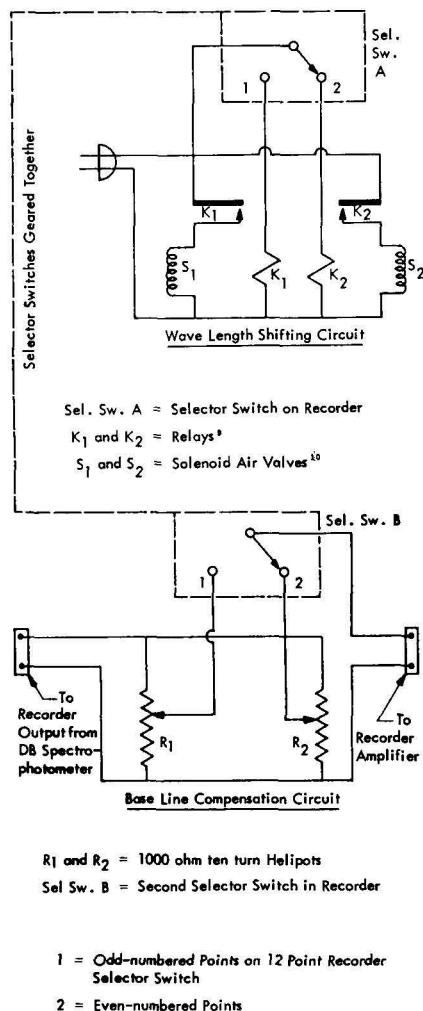 Sel.
Sw.
A
1
2
Selector Switches Geared Together
K1
K2
S1
K1
K2
S2
Wave Length Shifting Circuit
Sel. Sw. A = Selector Switch on Recorder
K1 and K2 = Relays
S1 and S2 = Solenoid Air Valves
Sel. Sw. B
1
2
To
Recorder
Output from
DB Spectro-
photometer
R1
R2
To
Recorder
Amplifier
Base Line Compensation Circuit
R1 and R2 = 1000 ohm ten turn Helipots
Sel Sw. B = Second Selector Switch in Recorder
1 = Odd-numbered Points on 12 Point Recorder
Selector Switch
2 = Even-numbered Points